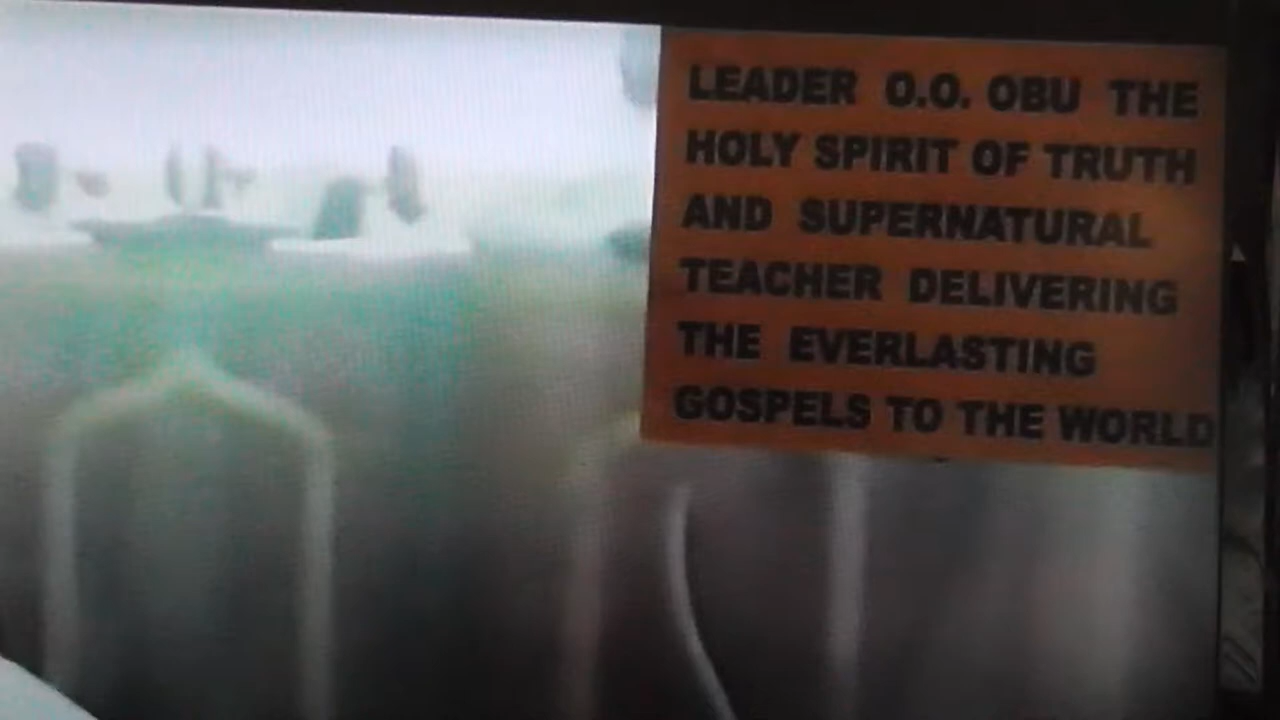 LEADER O.O. OBU THE
HOLY SPIRIT OF TRUTH
AND SUPERNATURAL
TEACHER DELIVERING
THE EVERLASTING
GOSPELS TO THE WORLD